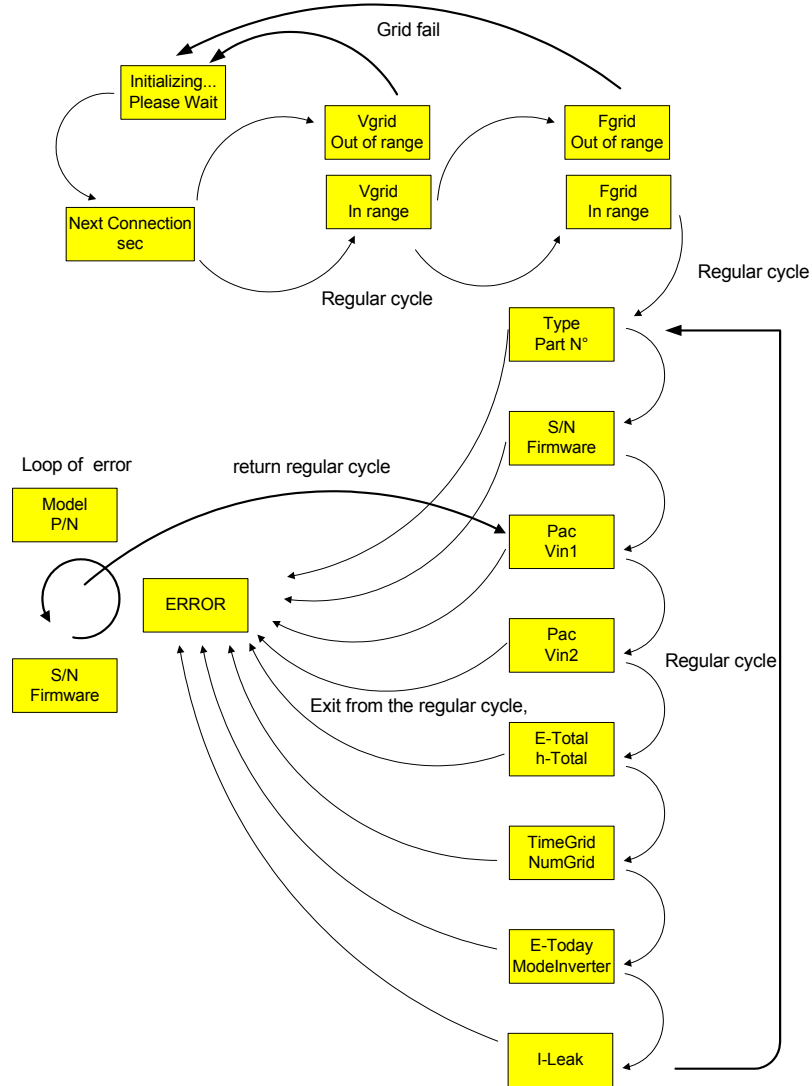 Grid fail
Initializing...
Please Wait
Vgrid
Out of range
Fgrid
Out of range
Vgrid
In range
Fgrid
In range
Next Connection
sec
Regular cycle
Regular cycle
Type
Part N°
S/N
Firmware
Loop of error
return regular cycle
Model
P/N
Pac
Vin1
ERROR
Pac
Vin2
S/N
Firmware
Regular cycle
Exit from the regular cycle,
E-Total
h-Total
TimeGrid
NumGrid
E-Today
ModeInverter
I-Leak